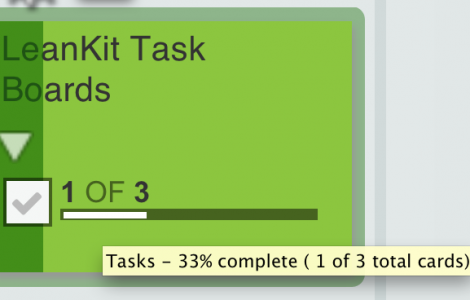 LeanKit Task
Boards
1 OF 3
Tasks - 33% complete ( 1 of 3 total cards)